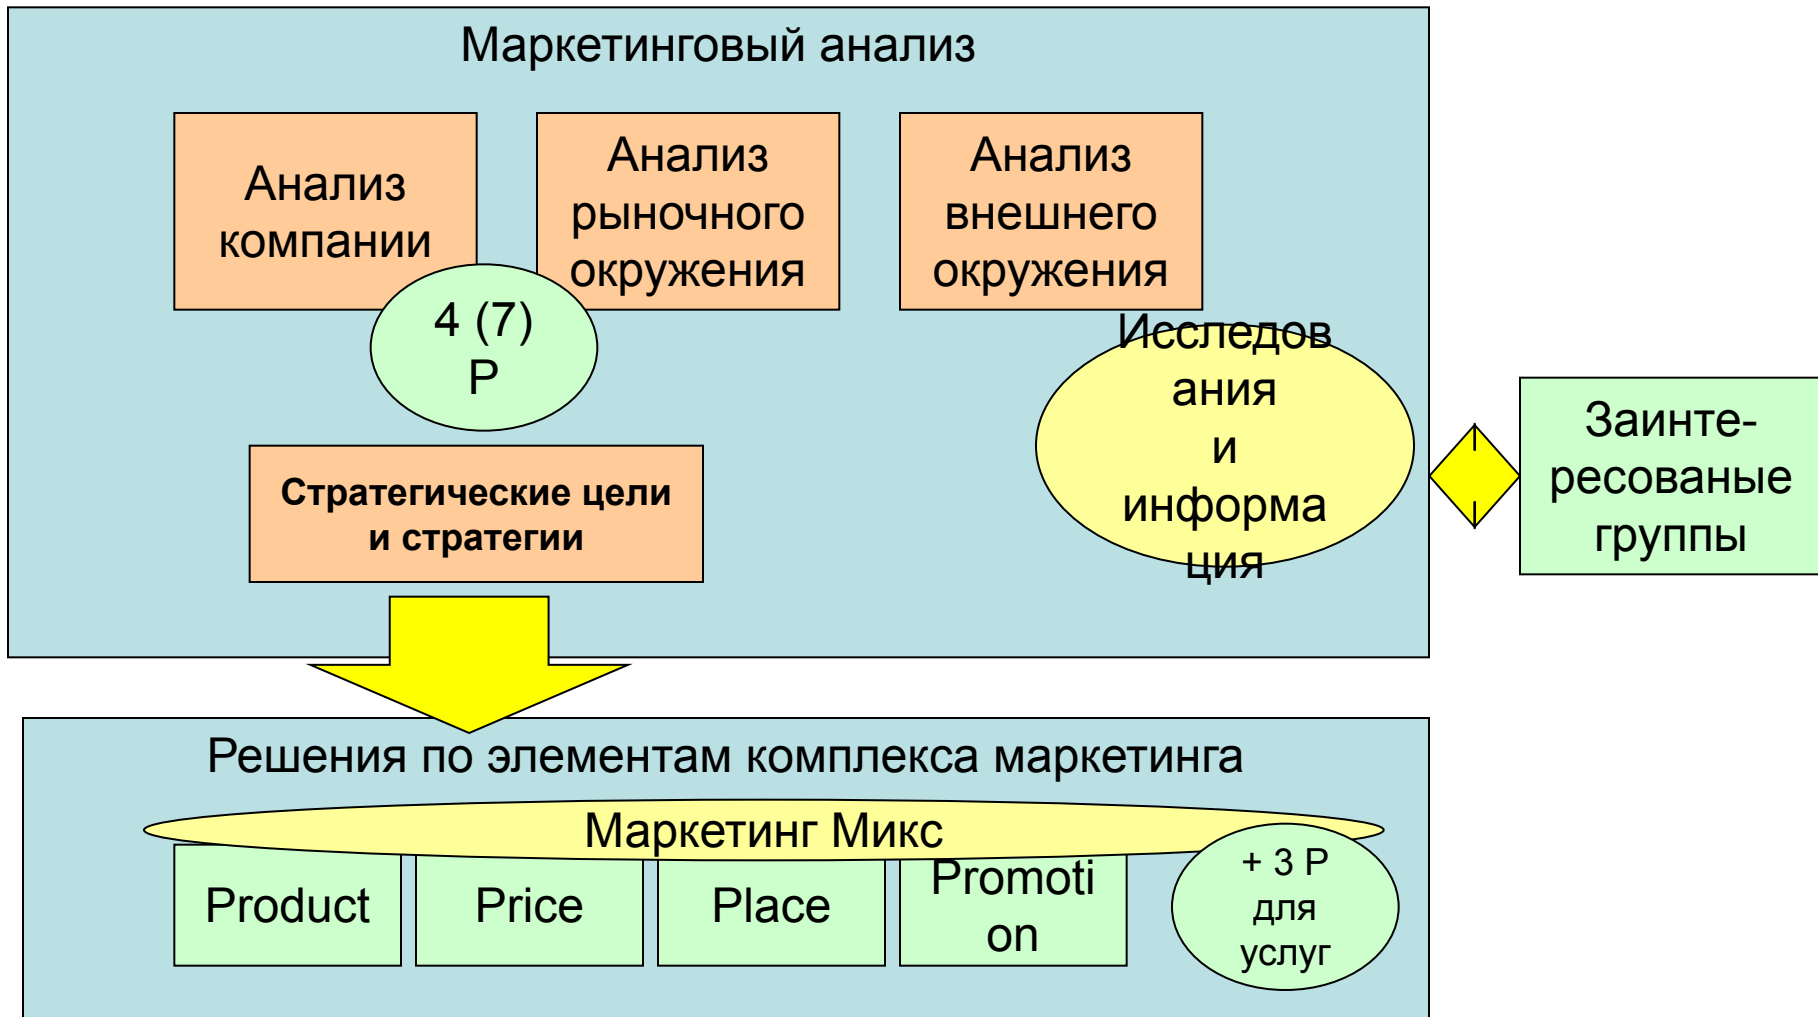 Маркетинговый анализ
Анализ
компании
Анализ
рыночного
окружения
Анализ
внешнего
окружения
4 (7)
Р
Исследов
ания
и
информа
ция
Заинте-
ресованые
группы
Стратегические цели
и стратегии
Решения по элементам комплекса маркетинга
Маркетинг Микс
Product
Price
Place
Promoti
on
+ 3 Р
для
услуг